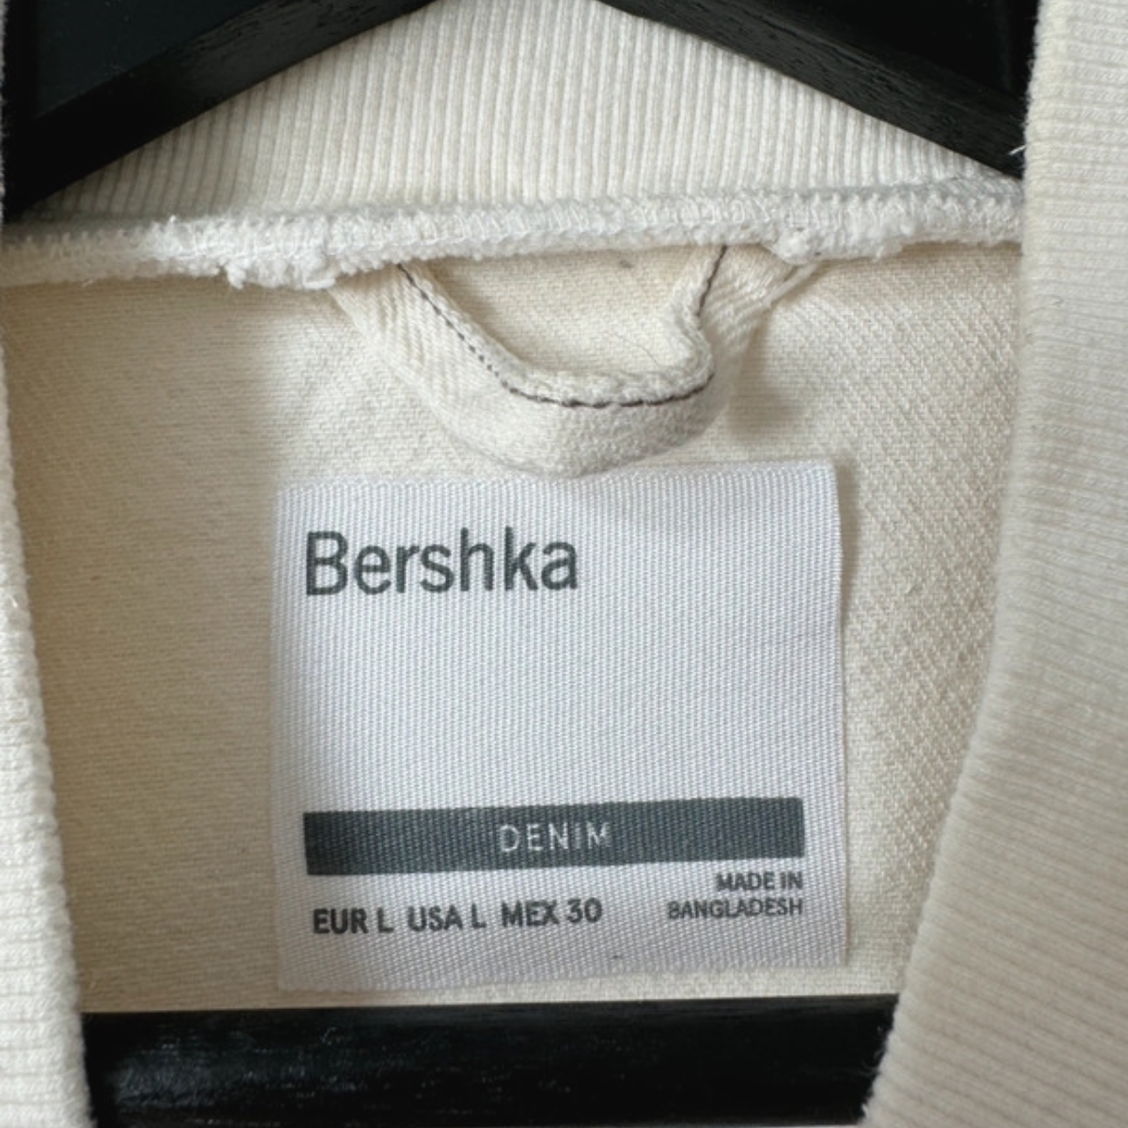 Bershka
DENIM
EUR L USA L MEX 30
MADE IN
BANGLADESH